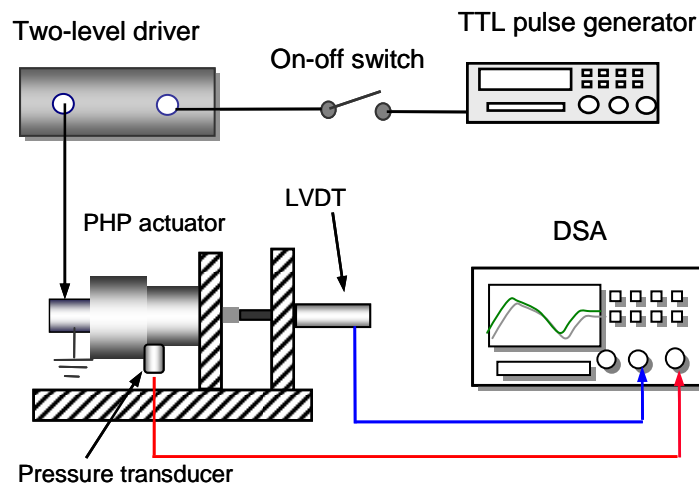 Two-level driver
TTL pulse generator
On-off switch
LVDT
PHP actuator
DSA
Pressure transducer